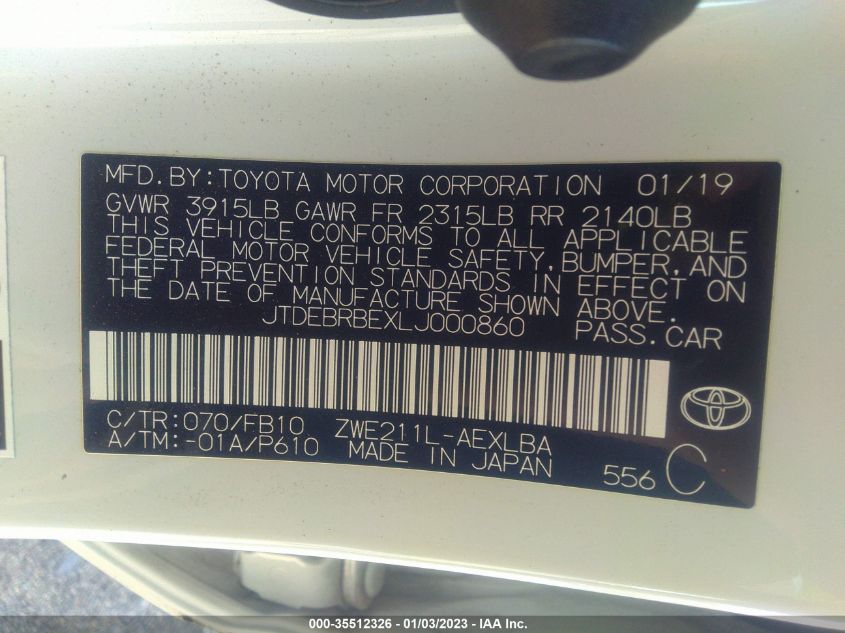 MFD.BY:TOYOTA MOTOR CORPORATION 01/19
GVWR 3915LB GAWR FR 2315LB RR 2140LB
THIS VEHICLE CONFORMS TO ALL APPLICABLE
FEDERAL MOTOR VEHICLE SAFETY,BUMPER,AND
THEFT PREVENTION STANDARDS IN EFFECT ON
THE DATE OF MANUFACTURE SHOWN ABOVE.
JTDEBRBEXLJ000860 PASS.CAR
C/TR:070/FB10 ZWE211L-AEXLBA
A/TM:-01A/P610 MADE IN JAPAN 556 C
000-35512326 - 01/03/2023 - IAA Inc.